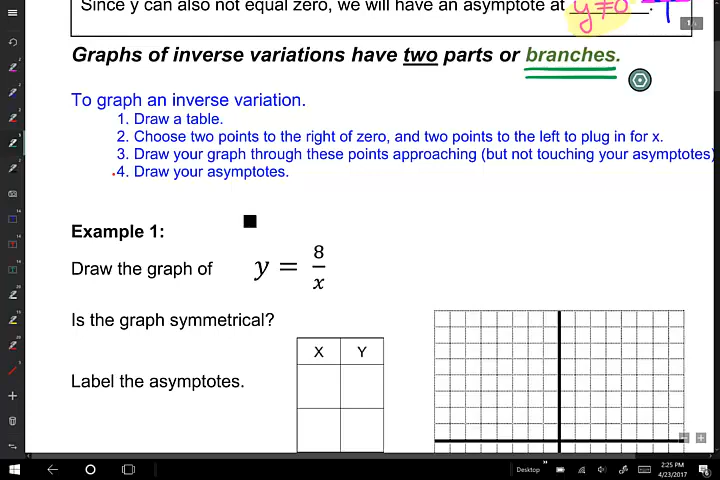 Since y can also not equal zero, we will have an asymptote at y≠0.
Graphs of inverse variations have two parts or branches.
To graph an inverse variation.
1. Draw a table.
2. Choose two points to the right of zero, and two points to the left to plug in for x.
3. Draw your graph through these points approaching (but not touching your asymptotes)
4. Draw your asymptotes.
Example 1:
Draw the graph of y = 8/x
Is the graph symmetrical?
X Y
Label the asymptotes.
Desktop
2:25 PM
4/23/2017